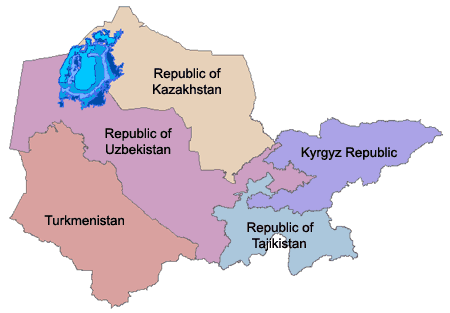 Republic of
Kazakhstan
Republic of
Uzbekistan
Kyrgyz Republic
Turkmenistan
Republic of
Tajikistan